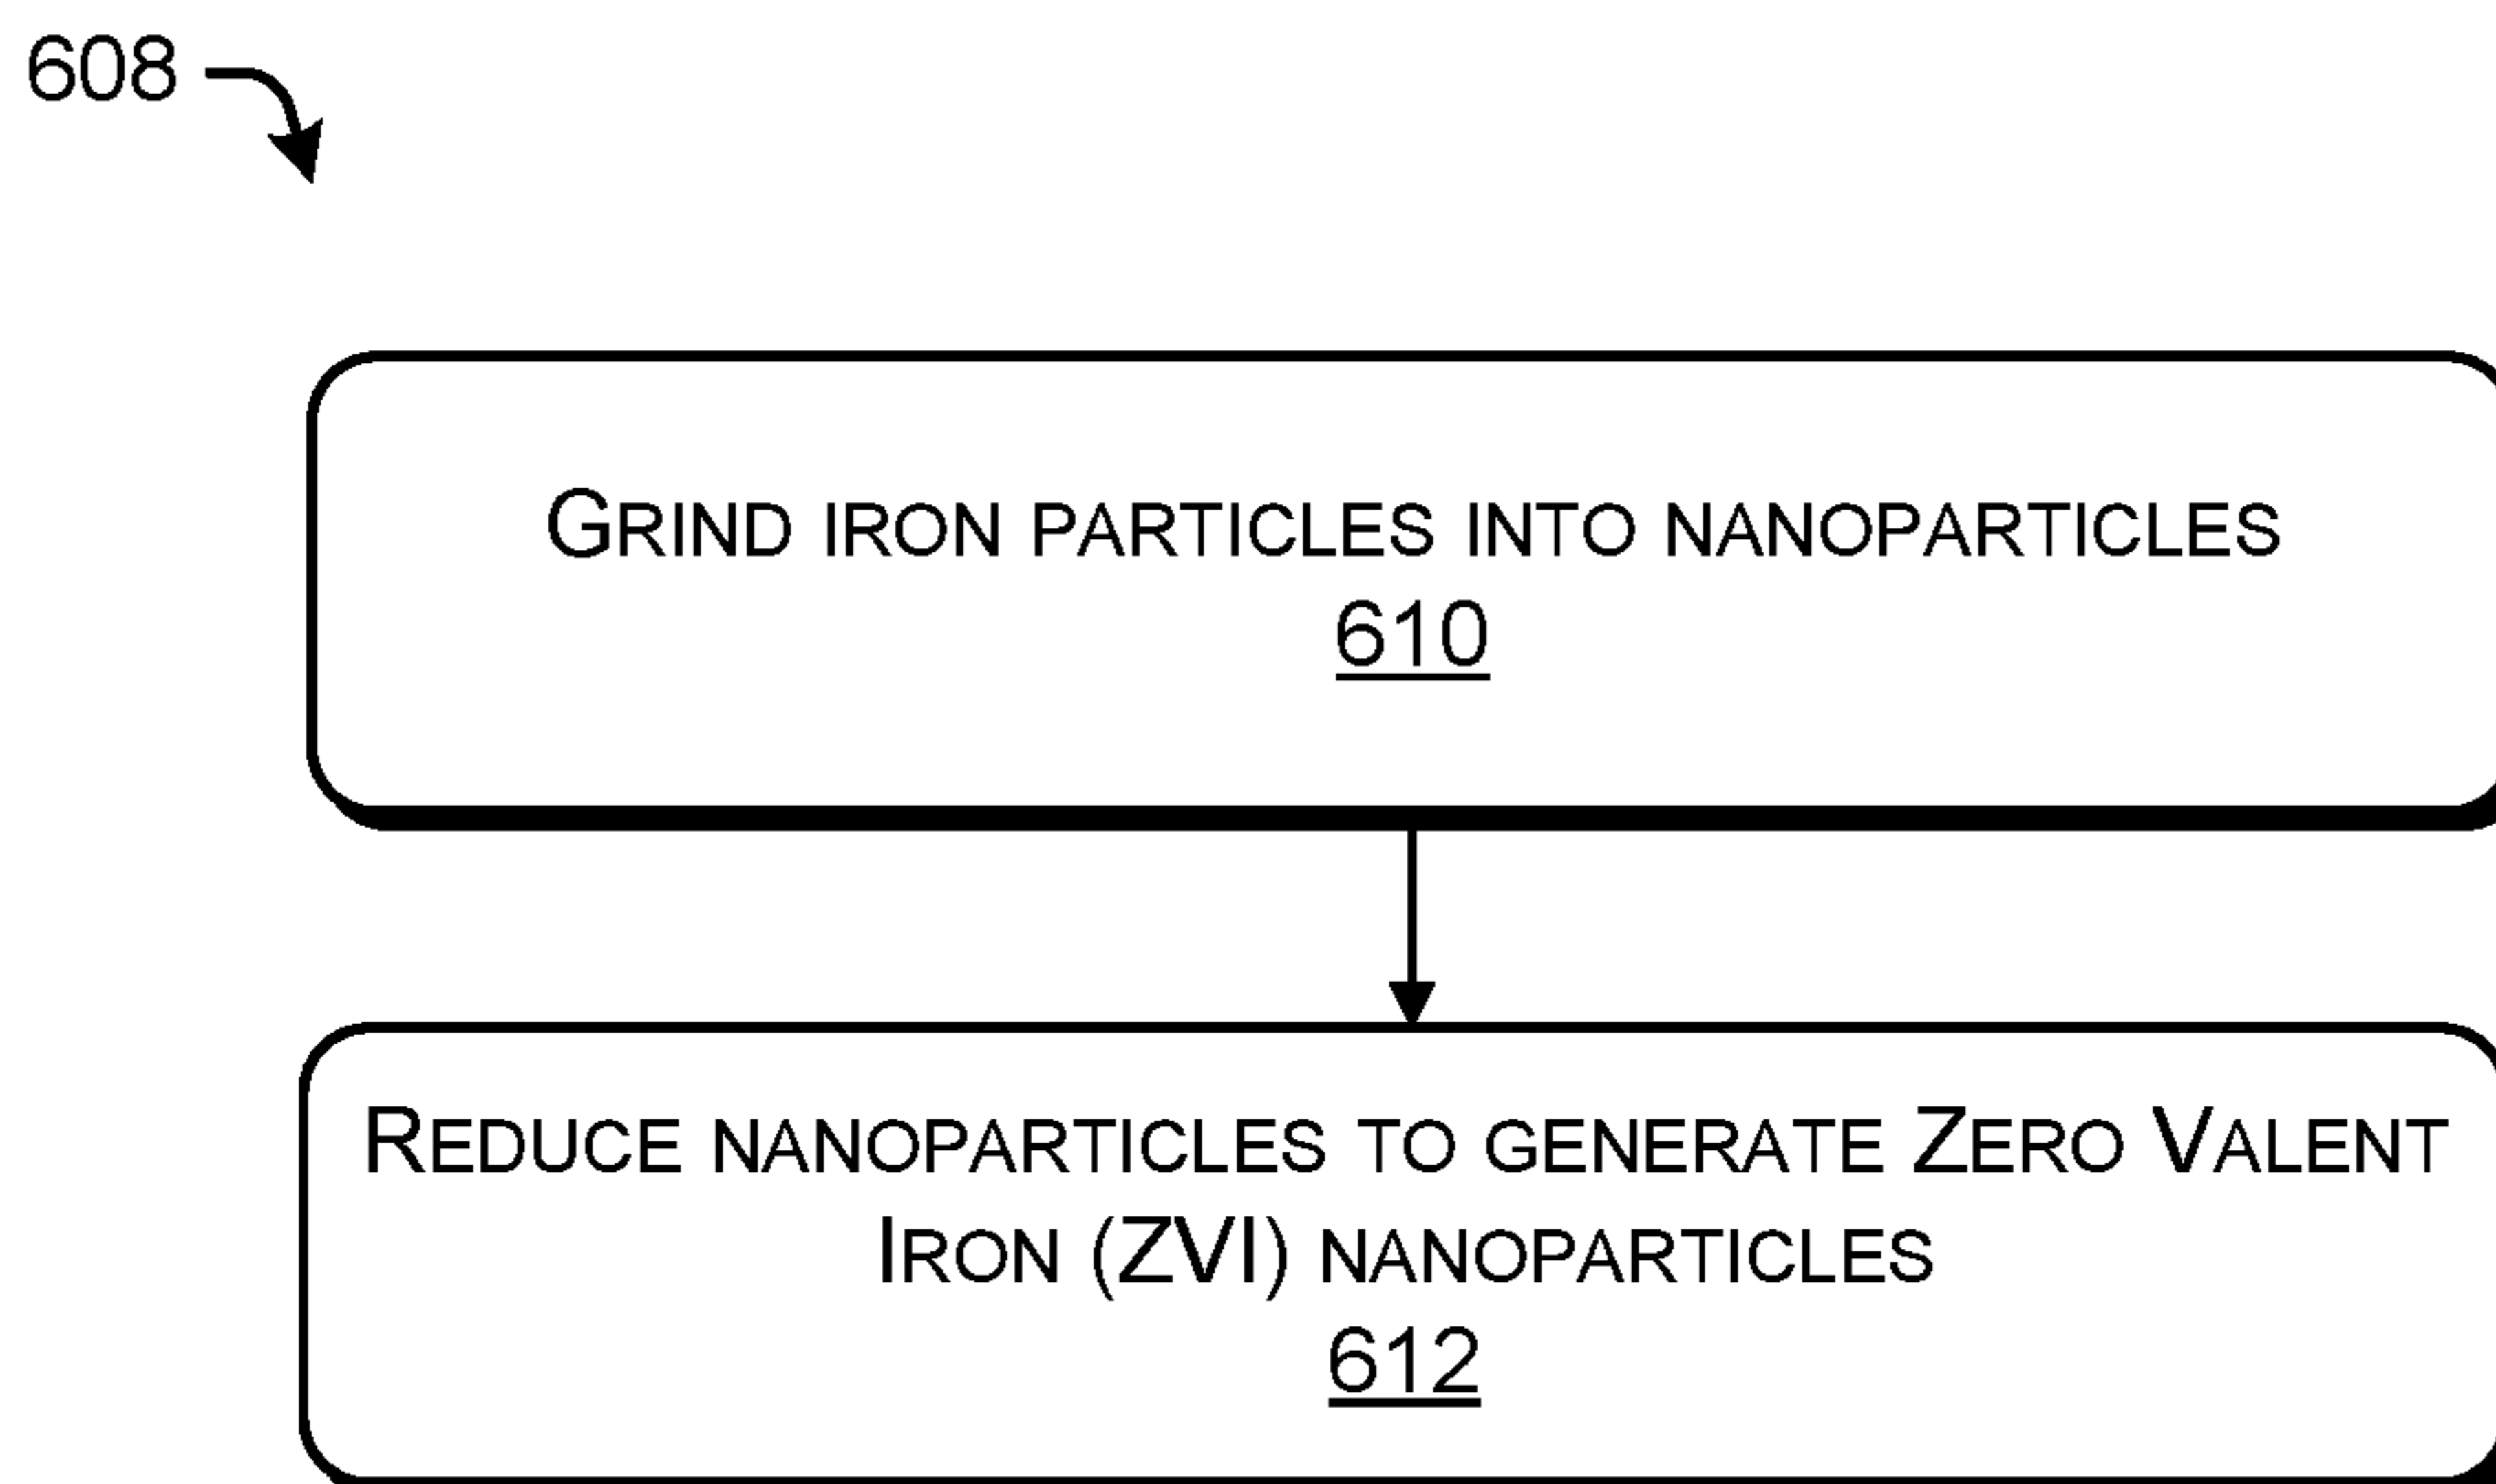 608
GRIND IRON PARTICLES INTO NANOPARTICLES
610
REDUCE NANOPARTICLES TO GENERATE ZERO VALENT
IRON (ZVI) NANOPARTICLES
612